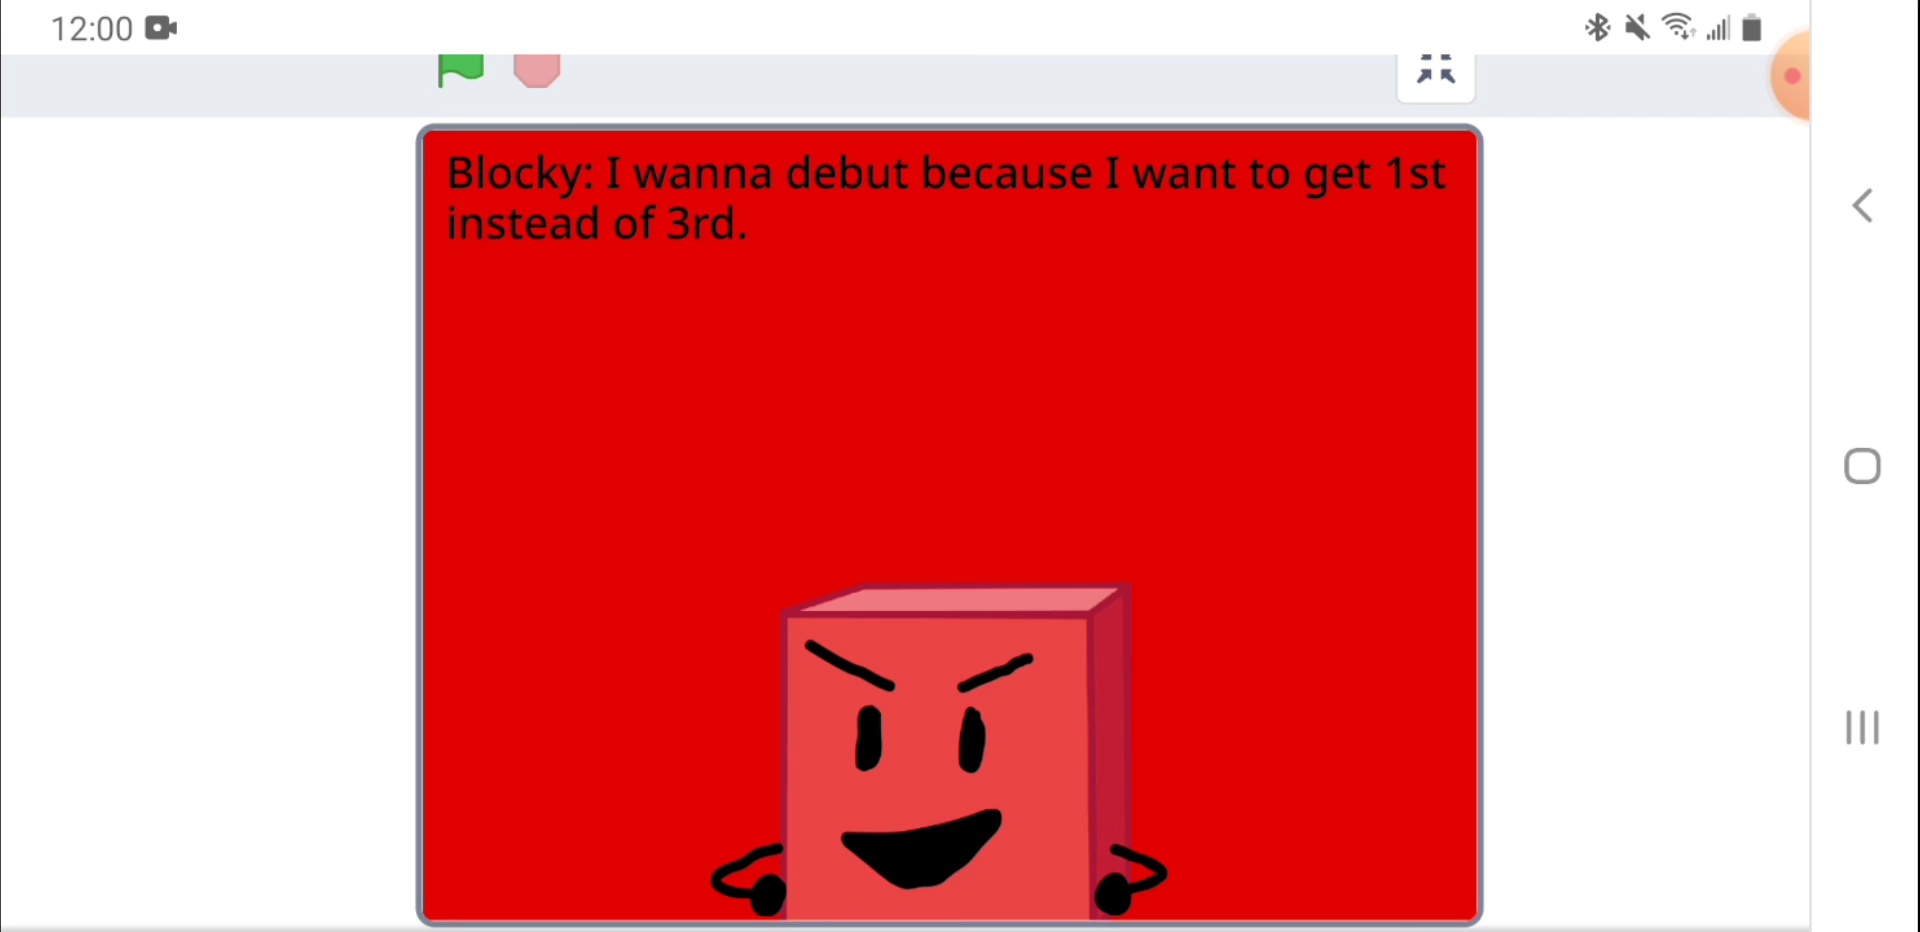 12:00
Blocky: I wanna debut because I want to get 1st
instead of 3rd.